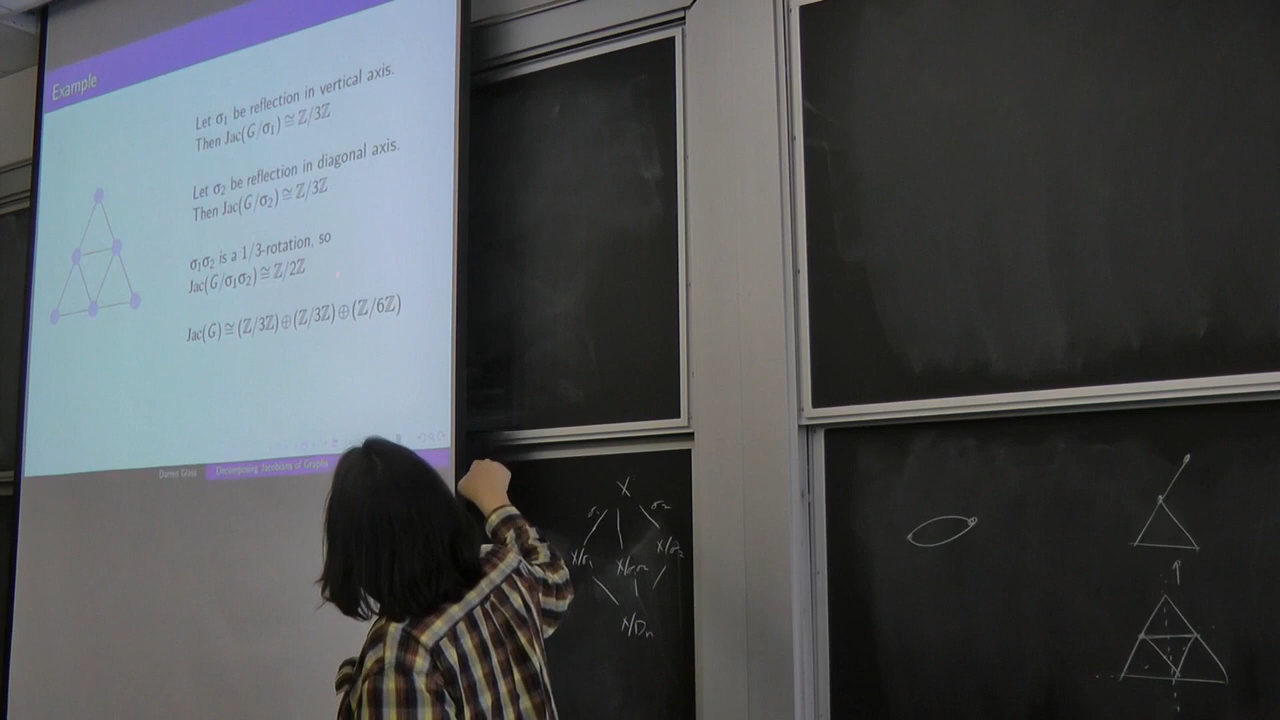 Example
Let σ₁ be reflection in vertical axis.
Then Jac(G/σ₁) ≅ ℤ/3ℤ
Let σ₂ be reflection in diagonal axis.
Then Jac(G/σ₂) ≅ ℤ/3ℤ
σ₁σ₂ is a 1/3-rotation, so
Jac(G/σ₁σ₂) ≅ ℤ/2ℤ
Jac(G) ≅ (ℤ/3ℤ)⊕(ℤ/3ℤ)⊕(ℤ/6ℤ)
Darren Glass Decomposing Jacobians of Graphs
X
σ₁ σ₂
X/σ₁ X/σ₁σ₂ X/σ₂
X/Dₙ